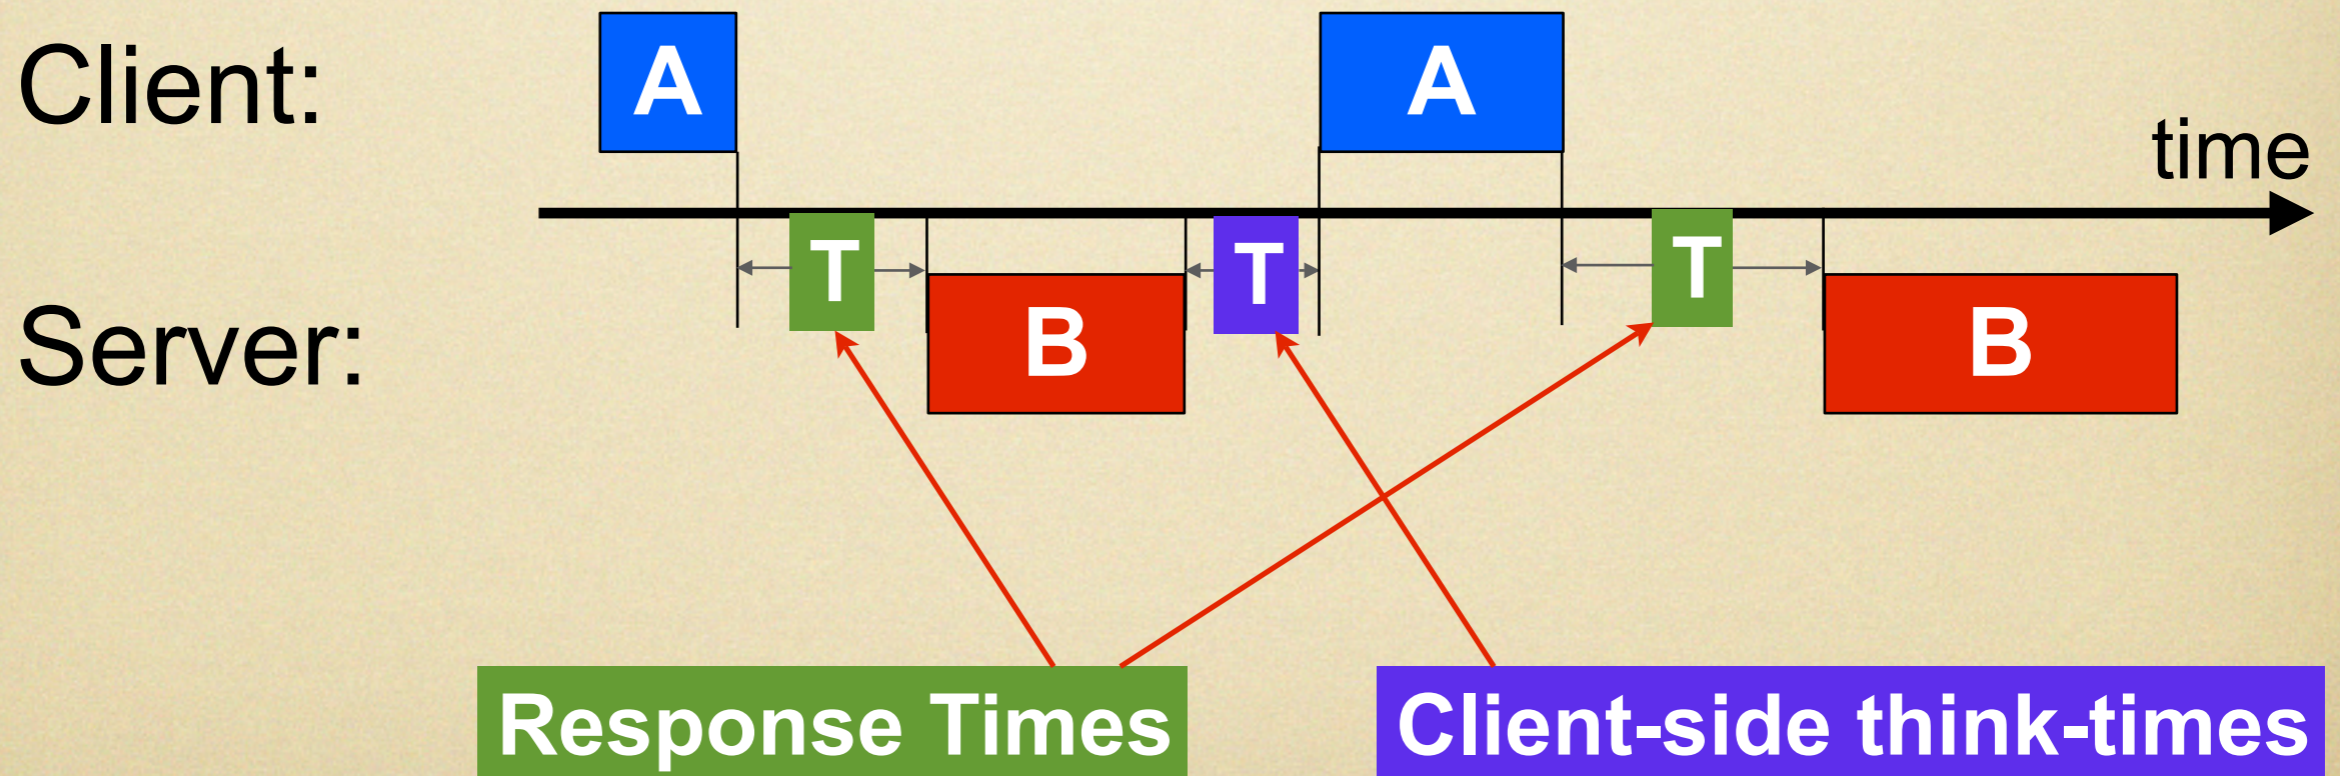 Client:
A
A
time
T
T
T
Server:
B
B
Response Times
Client-side think-times